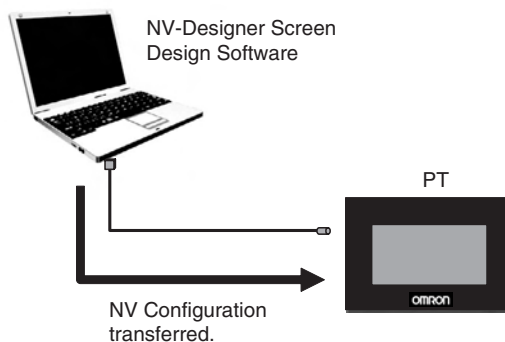 NV-Designer Screen
Design Software
PT
OMRON
NV Configuration
transferred.